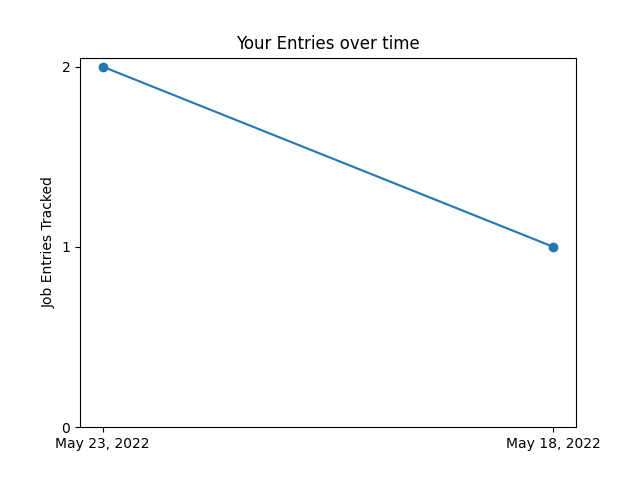 Your Entries over time
Job Entries Tracked
2
1
0
May 23, 2022
May 18, 2022